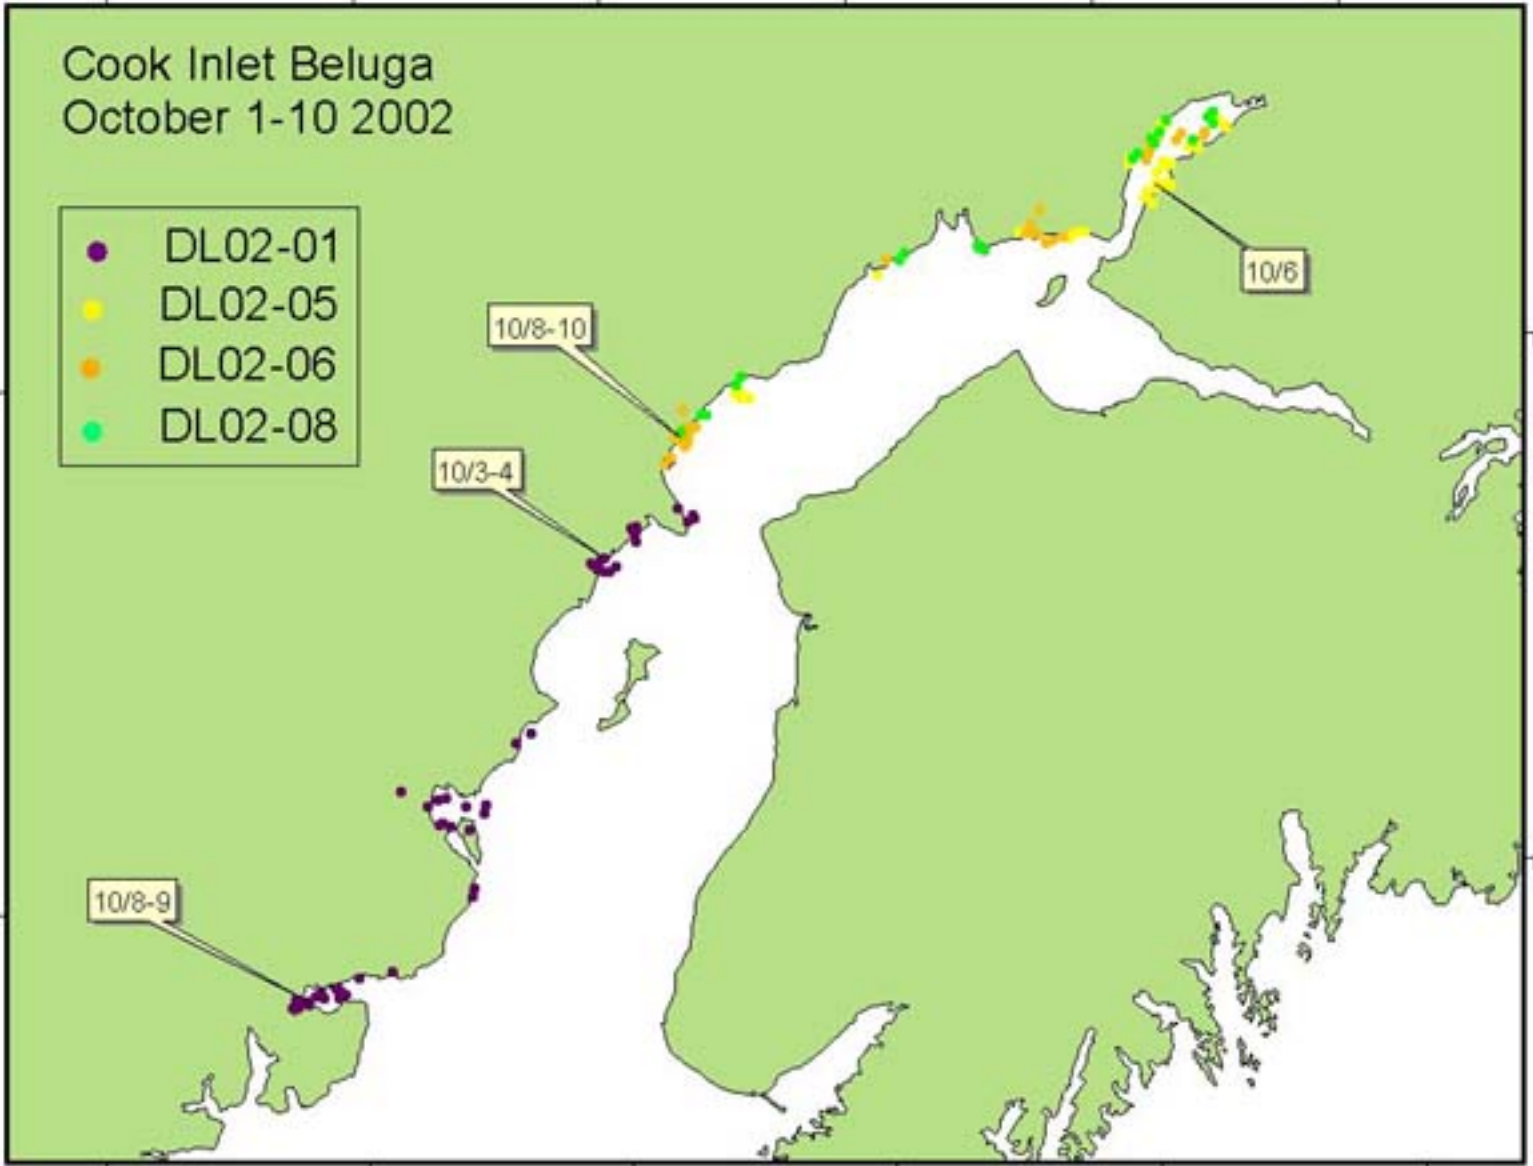 Cook Inlet Beluga
October 1-10 2002
DL02-01
DL02-05
DL02-06
DL02-08
10/6
10/8-10
10/3-4
10/8-9